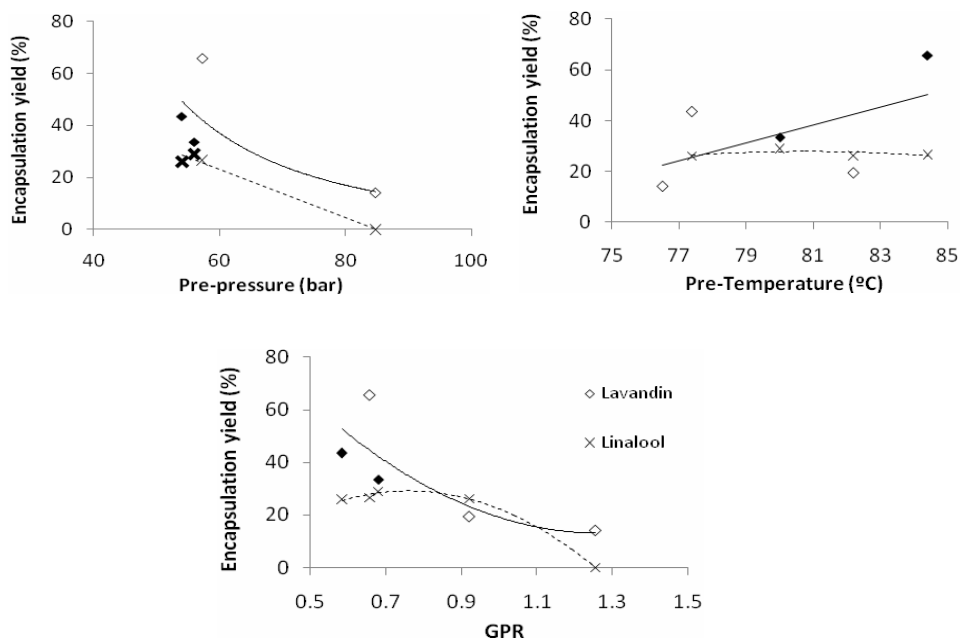 80
60
40
20
0
40 60 80 100
Encapsulation yield (%)
Pre-pressure (bar)
80
60
40
20
0
75 77 79 81 83 85
Encapsulation yield (%)
Pre-Temperature (ºC)
80
60
40
20
0
0.5 0.7 0.9 1.1 1.3 1.5
Encapsulation yield (%)
GPR
Lavandin
Linalool